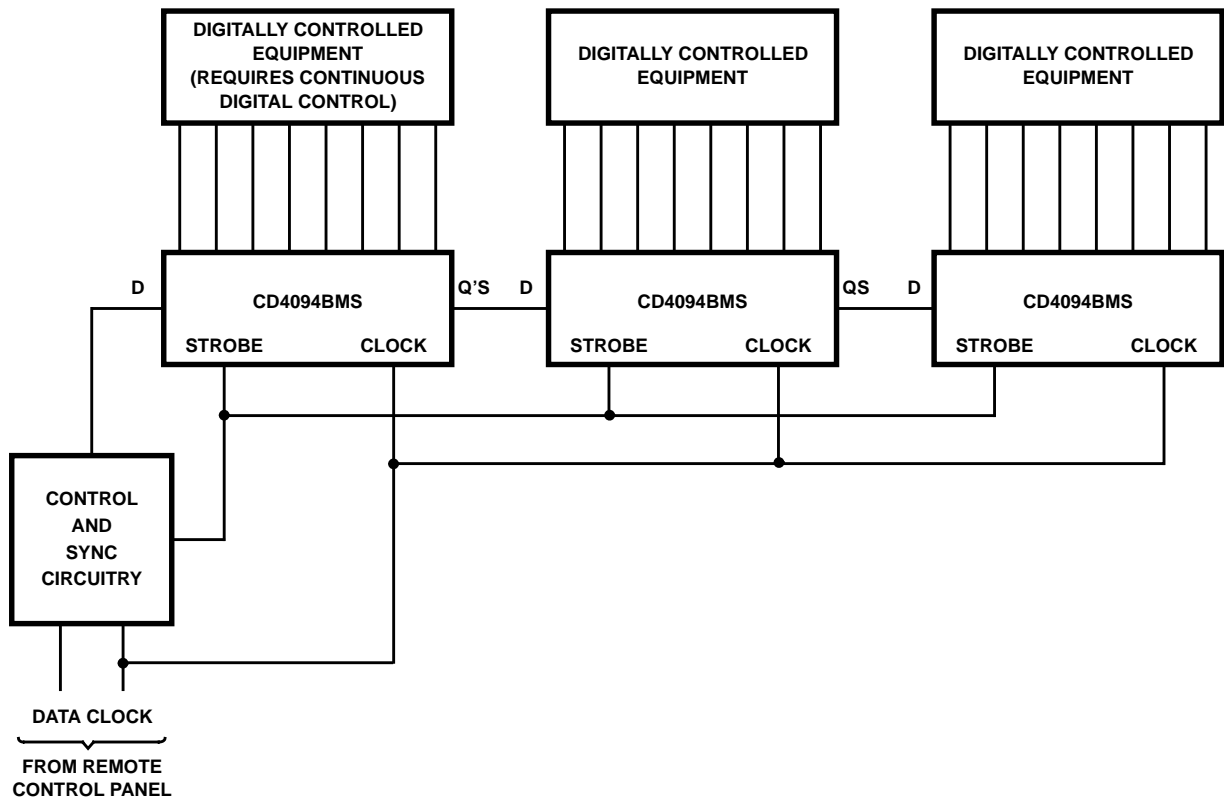 DIGITALLY CONTROLLED
EQUIPMENT
(REQUIRES CONTINUOUS
DIGITAL CONTROL)
DIGITALLY CONTROLLED
EQUIPMENT
DIGITALLY CONTROLLED
EQUIPMENT
D
CD4094BMS
STROBE
CLOCK
Q'S
D
CD4094BMS
STROBE
CLOCK
QS
D
CD4094BMS
STROBE
CLOCK
CONTROL
AND
SYNC
CIRCUITRY
DATA CLOCK
FROM REMOTE
CONTROL PANEL